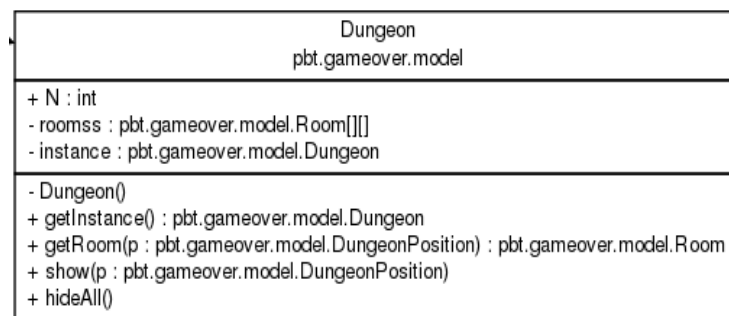 Dungeon
pbt.gameover.model
+ N : int
- roomss : pbt.gameover.model.Room[][]
- instance : pbt.gameover.model.Dungeon
- Dungeon()
+ getInstance() : pbt.gameover.model.Dungeon
+ getRoom(p : pbt.gameover.model.DungeonPosition) : pbt.gameover.model.Room
+ show(p : pbt.gameover.model.DungeonPosition)
+ hideAll()